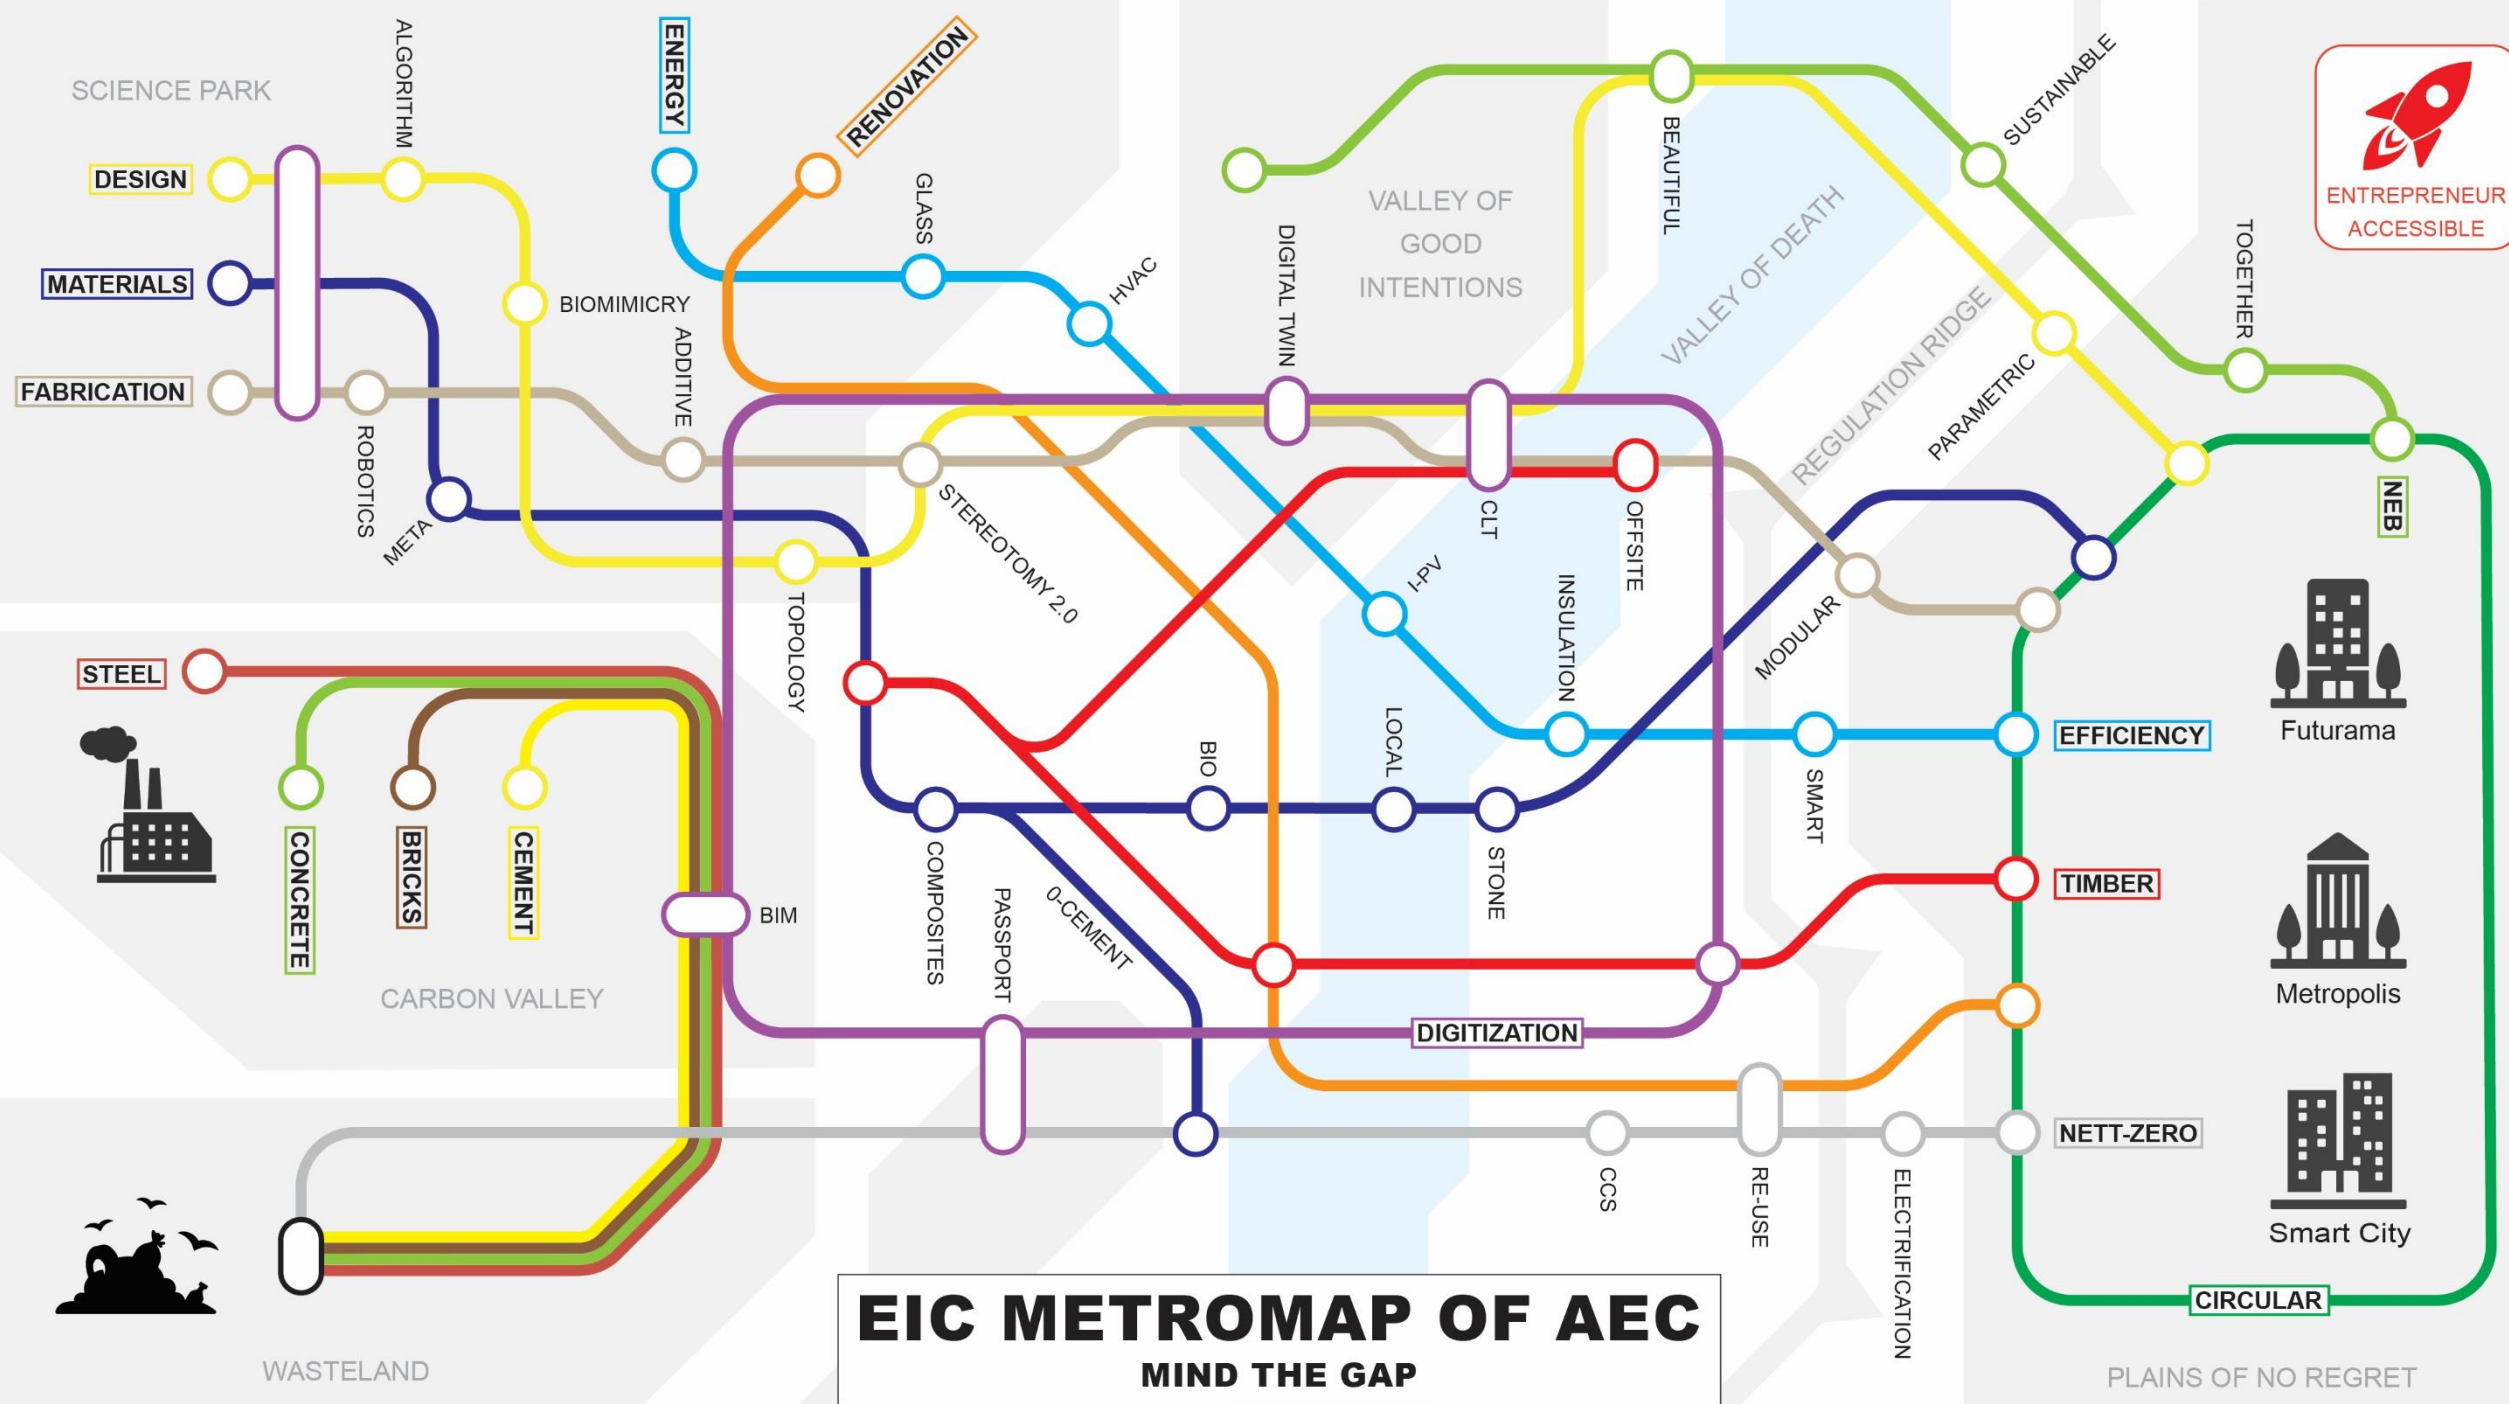 SCIENCE PARK
ALGORITHM
ENERGY
RENOVATION
BEAUTIFUL
SUSTAINABLE
ENTREPRENEUR
ACCESSIBLE
DESIGN
MATERIALS
FABRICATION
BIOMIMICRY
ADDITIVE
GLASS
HVAC
DIGITAL TWIN
VALLEY OF
GOOD
INTENTIONS
VALLEY OF DEATH
REGULATION RIDGE
TOGETHER
PARAMETRIC
ROBOTICS
META
STEREOTOMY 2.0
TOPOLOGY
CLT
OFFSITE
NEB
I-PV
INSULATION
MODULAR
STEEL
CONCRETE
BRICKS
CEMENT
LOCAL
BIO
SMART
EFFICIENCY
Futurama
COMPOSITES
STONE
TIMBER
BIM
PASSPORT
0-CEMENT
CARBON VALLEY
DIGITIZATION
Metropolis
CCS
RE-USE
ELECTRIFICATION
NETT-ZERO
Smart City
CIRCULAR
WASTELAND
EIC METROMAP OF AEC
MIND THE GAP
PLAINS OF NO REGRET